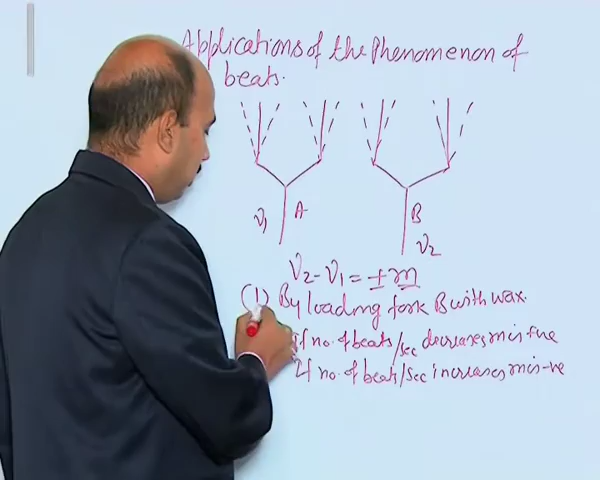 Applications of the Phenomenon of
beats.
ν₁ A
B
ν₂
ν₂-ν₁=±m
(1) By loading fork B with wax.
If no. of beats/sec decreases m is +ve
If no. of beats/sec increases m is -ve